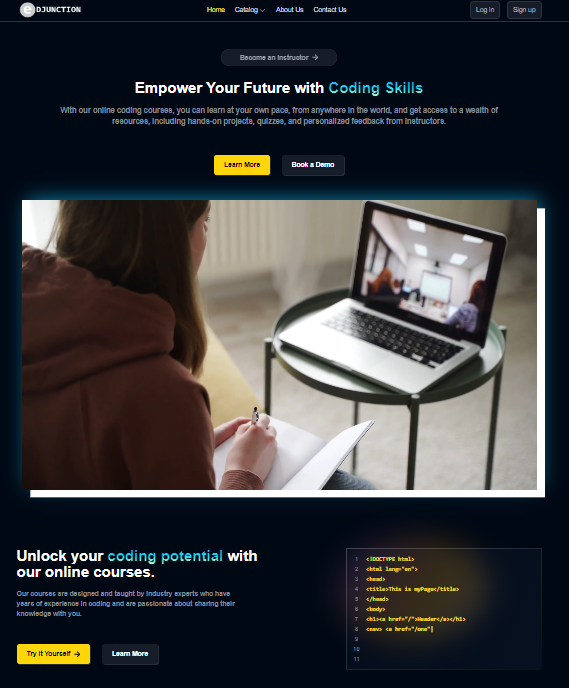 eDJUNCTION
Home Catalog About Us Contact Us
Log in Sign up
Become an Instructor →
Empower Your Future with Coding Skills
With our online coding courses, you can learn at your own pace, from anywhere in the world, and get access to a wealth of
resources, including hands-on projects, quizzes, and personalized feedback from instructors.
Learn More Book a Demo
Unlock your coding potential with
our online courses.
Our courses are designed and taught by industry experts who have
years of experience in coding and are passionate about sharing their
knowledge with you.
Try It Yourself → Learn More
1 <!DOCTYPE html>
2 <html lang="en">
3 <head>
4 <title>This is myPage</title>
5 </head>
6 <body>
7 <h1><a href="/">Header</a></h1>
8 <nav> <a href="/one"|
9
10
11